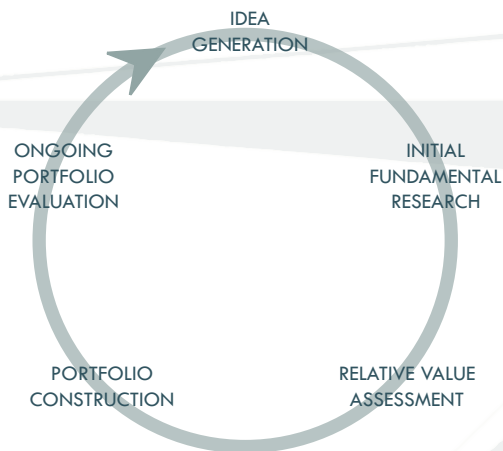 IDEA
GENERATION
INITIAL
FUNDAMENTAL
RESEARCH
RELATIVE VALUE
ASSESSMENT
PORTFOLIO
CONSTRUCTION
ONGOING
PORTFOLIO
EVALUATION